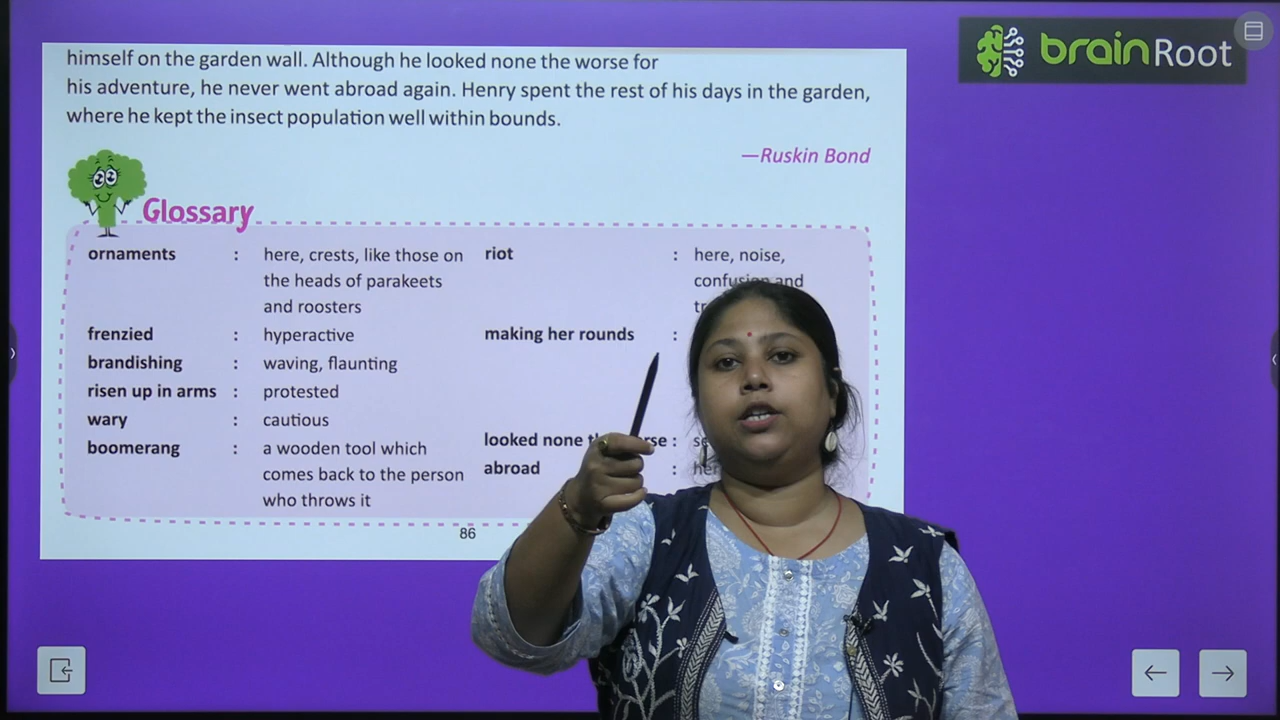 himself on the garden wall. Although he looked none the worse for
his adventure, he never went abroad again. Henry spent the rest of his days in the garden,
where he kept the insect population well within bounds.
—Ruskin Bond
brainRoot
Glossary
ornaments : here, crests, like those on
the heads of parakeets
and roosters
frenzied : hyperactive
brandishing : waving, flaunting
risen up in arms : protested
wary : cautious
boomerang : a wooden tool which
comes back to the person
who throws it
riot : here, noise,
confusion and
making her rounds :
looked none the worse :
abroad :
86